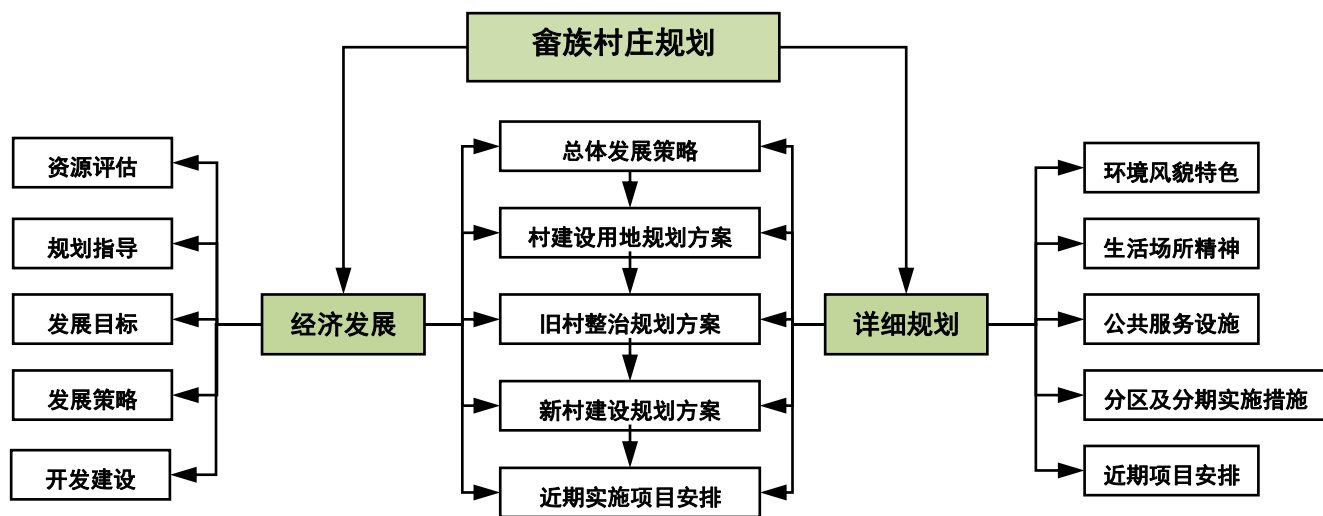 畲族村庄规划
资源评估
规划指导
发展目标
发展策略
开发建设
经济发展
总体发展策略
村建设用地规划方案
旧村整治规划方案
新村建设规划方案
近期实施项目安排
详细规划
环境风貌特色
生活场所精神
公共服务设施
分区及分期实施措施
近期项目安排